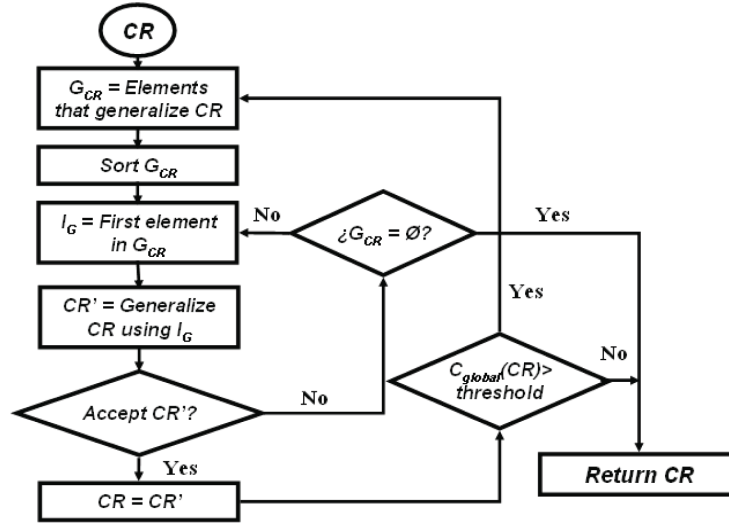 CR
G_CR = Elements
that generalize CR
Sort G_CR
I_G = First element
in G_CR
No
¿G_CR = Ø?
Yes
CR' = Generalize
CR using I_G
Yes
C_global(CR)>
threshold
No
Accept CR'?
No
Yes
CR = CR'
Return CR